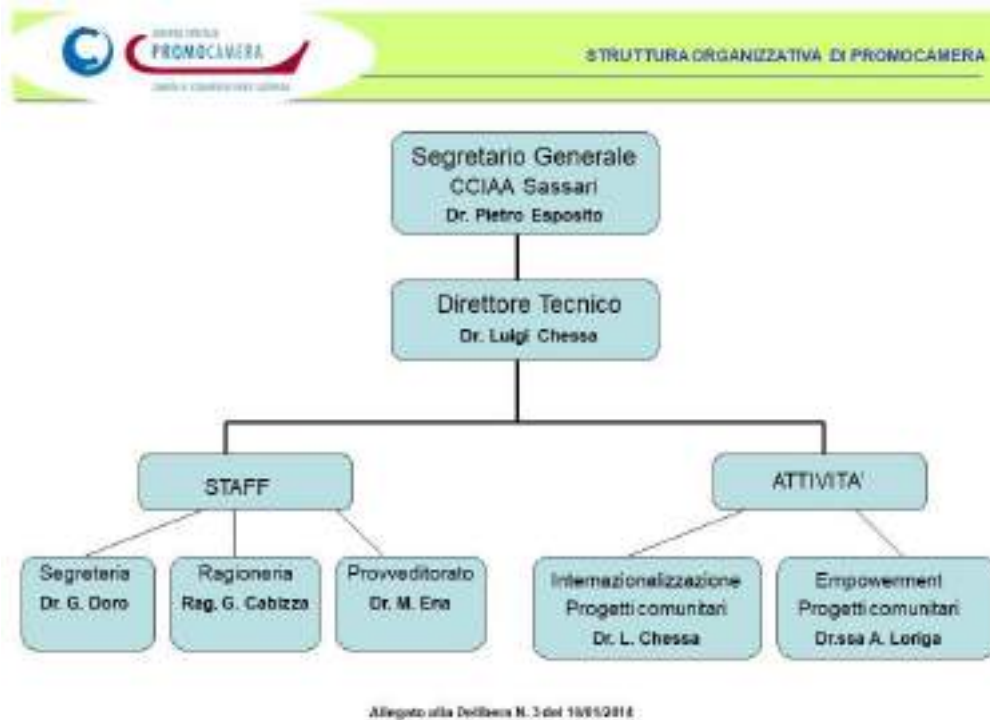 PROMOCAMERA
STRUTTURA ORGANIZZATIVA DI PROMOCAMERA
Segretario Generale
CCIAA Sassari
Dr. Pietro Esposito
Direttore Tecnico
Dr. Luigi Chessa
STAFF
ATTIVITA'
Segreteria
Dr. G. Doro
Ragioneria
Rag. G. Cabizza
Provveditorato
Dr. M. Ena
Internazionalizzazione
Progetti comunitari
Dr. L. Chessa
Empowerment
Progetti comunitari
Dr.ssa A. Loriga
Allegato alla Delibera N. 3 del